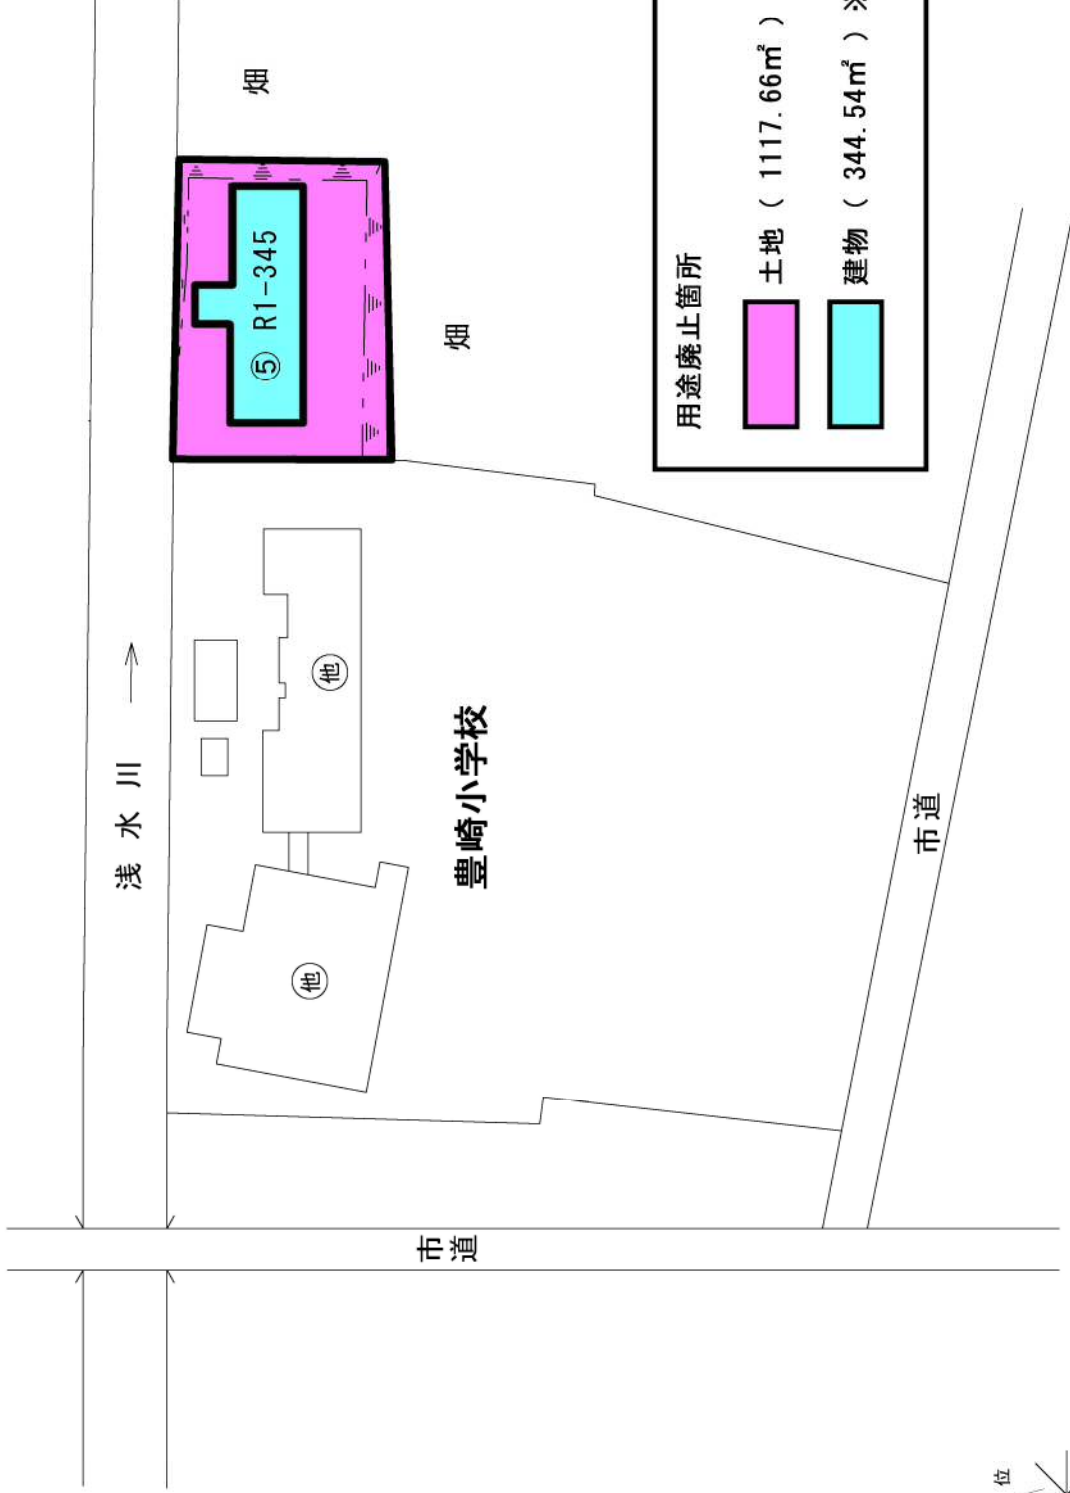 浅水川
→
畑
⑤ R1-345
畑
他
他
豊崎小学校
市道
市道
用途廃止箇所
土地（1117.66㎡）
建物（344.54㎡）※
位